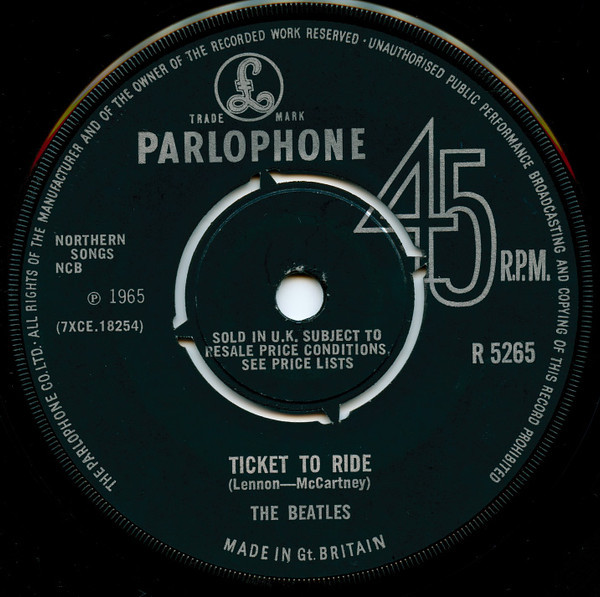 THE PARLOPHONE CO. LTD. · ALL RIGHTS OF THE MANUFACTURER AND OF THE OWNER OF THE RECORDED WORK RESERVED · UNAUTHORISED PUBLIC PERFORMANCE BROADCASTING AND COPYING OF THIS RECORD PROHIBITED
£
TRADE MARK
PARLOPHONE
45 R.P.M.
NORTHERN
SONGS
NCB
Ⓟ 1965
(7XCE.18254)
SOLD IN U.K. SUBJECT TO
RESALE PRICE CONDITIONS,
SEE PRICE LISTS
R 5265
TICKET TO RIDE
(Lennon—McCartney)
THE BEATLES
MADE IN Gt. BRITAIN